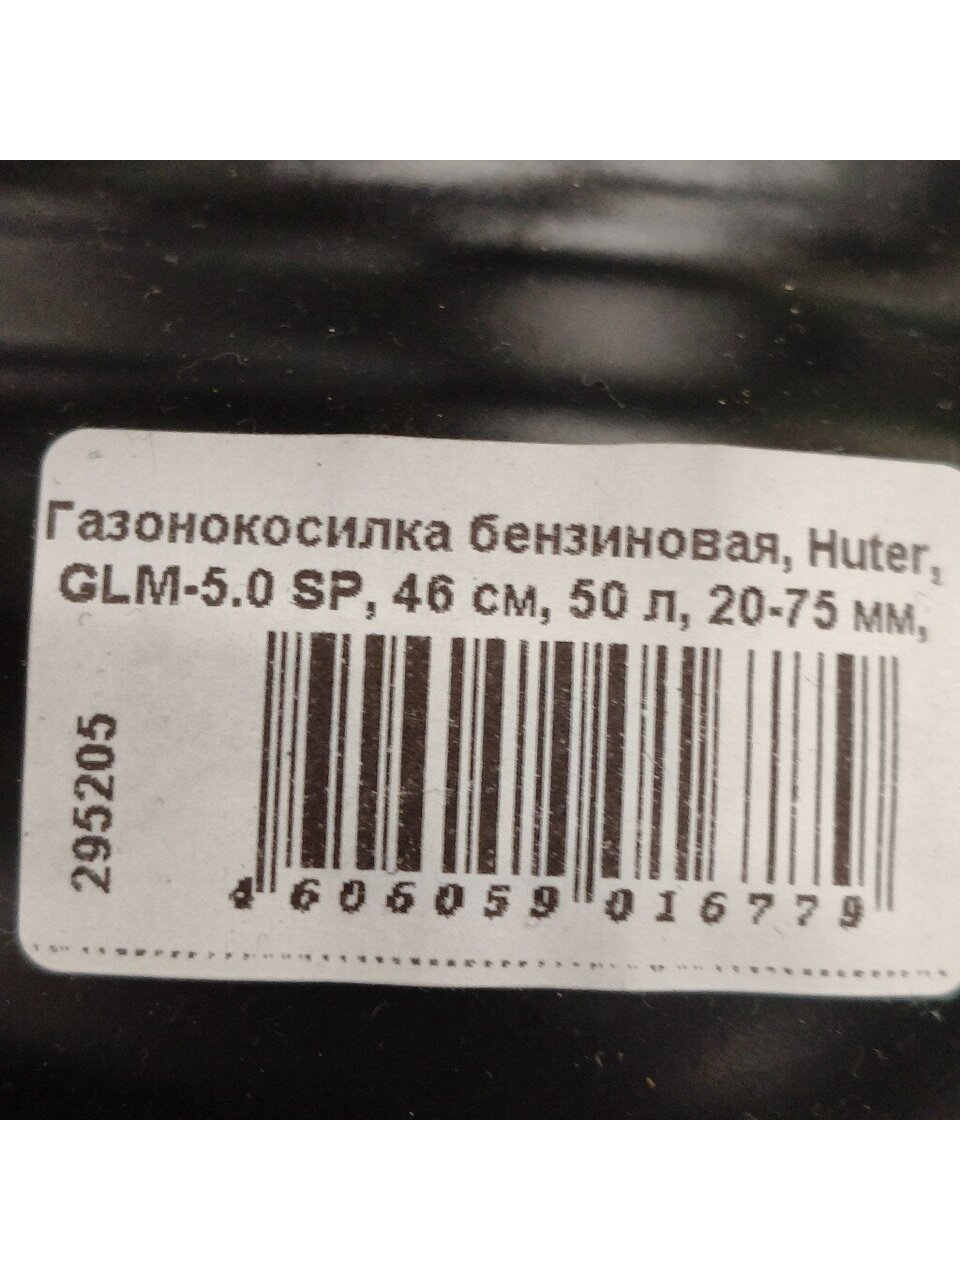 Газонокосилка бензиновая, Huter,
GLM-5.0 SP, 46 см, 50 л, 20-75 мм,
295205
4 606059 016779